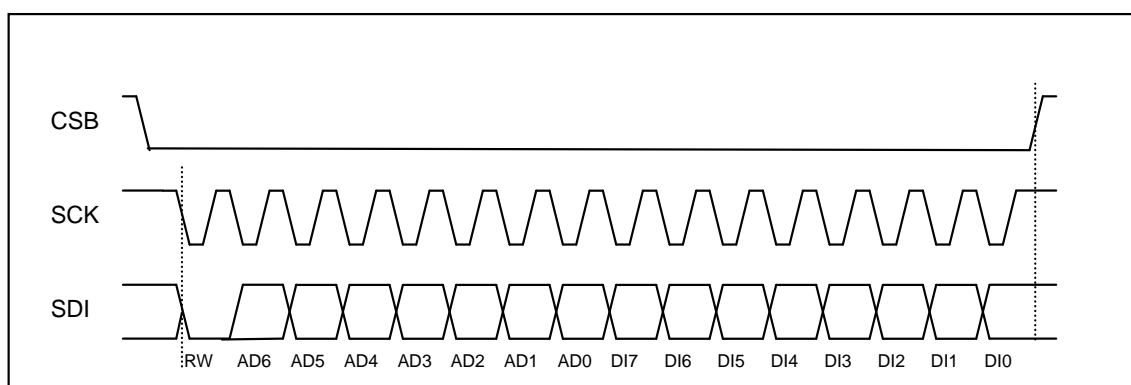 CSB
SCK
SDI
RW AD6 AD5 AD4 AD3 AD2 AD1 AD0 DI7 DI6 DI5 DI4 DI3 DI2 DI1 DI0